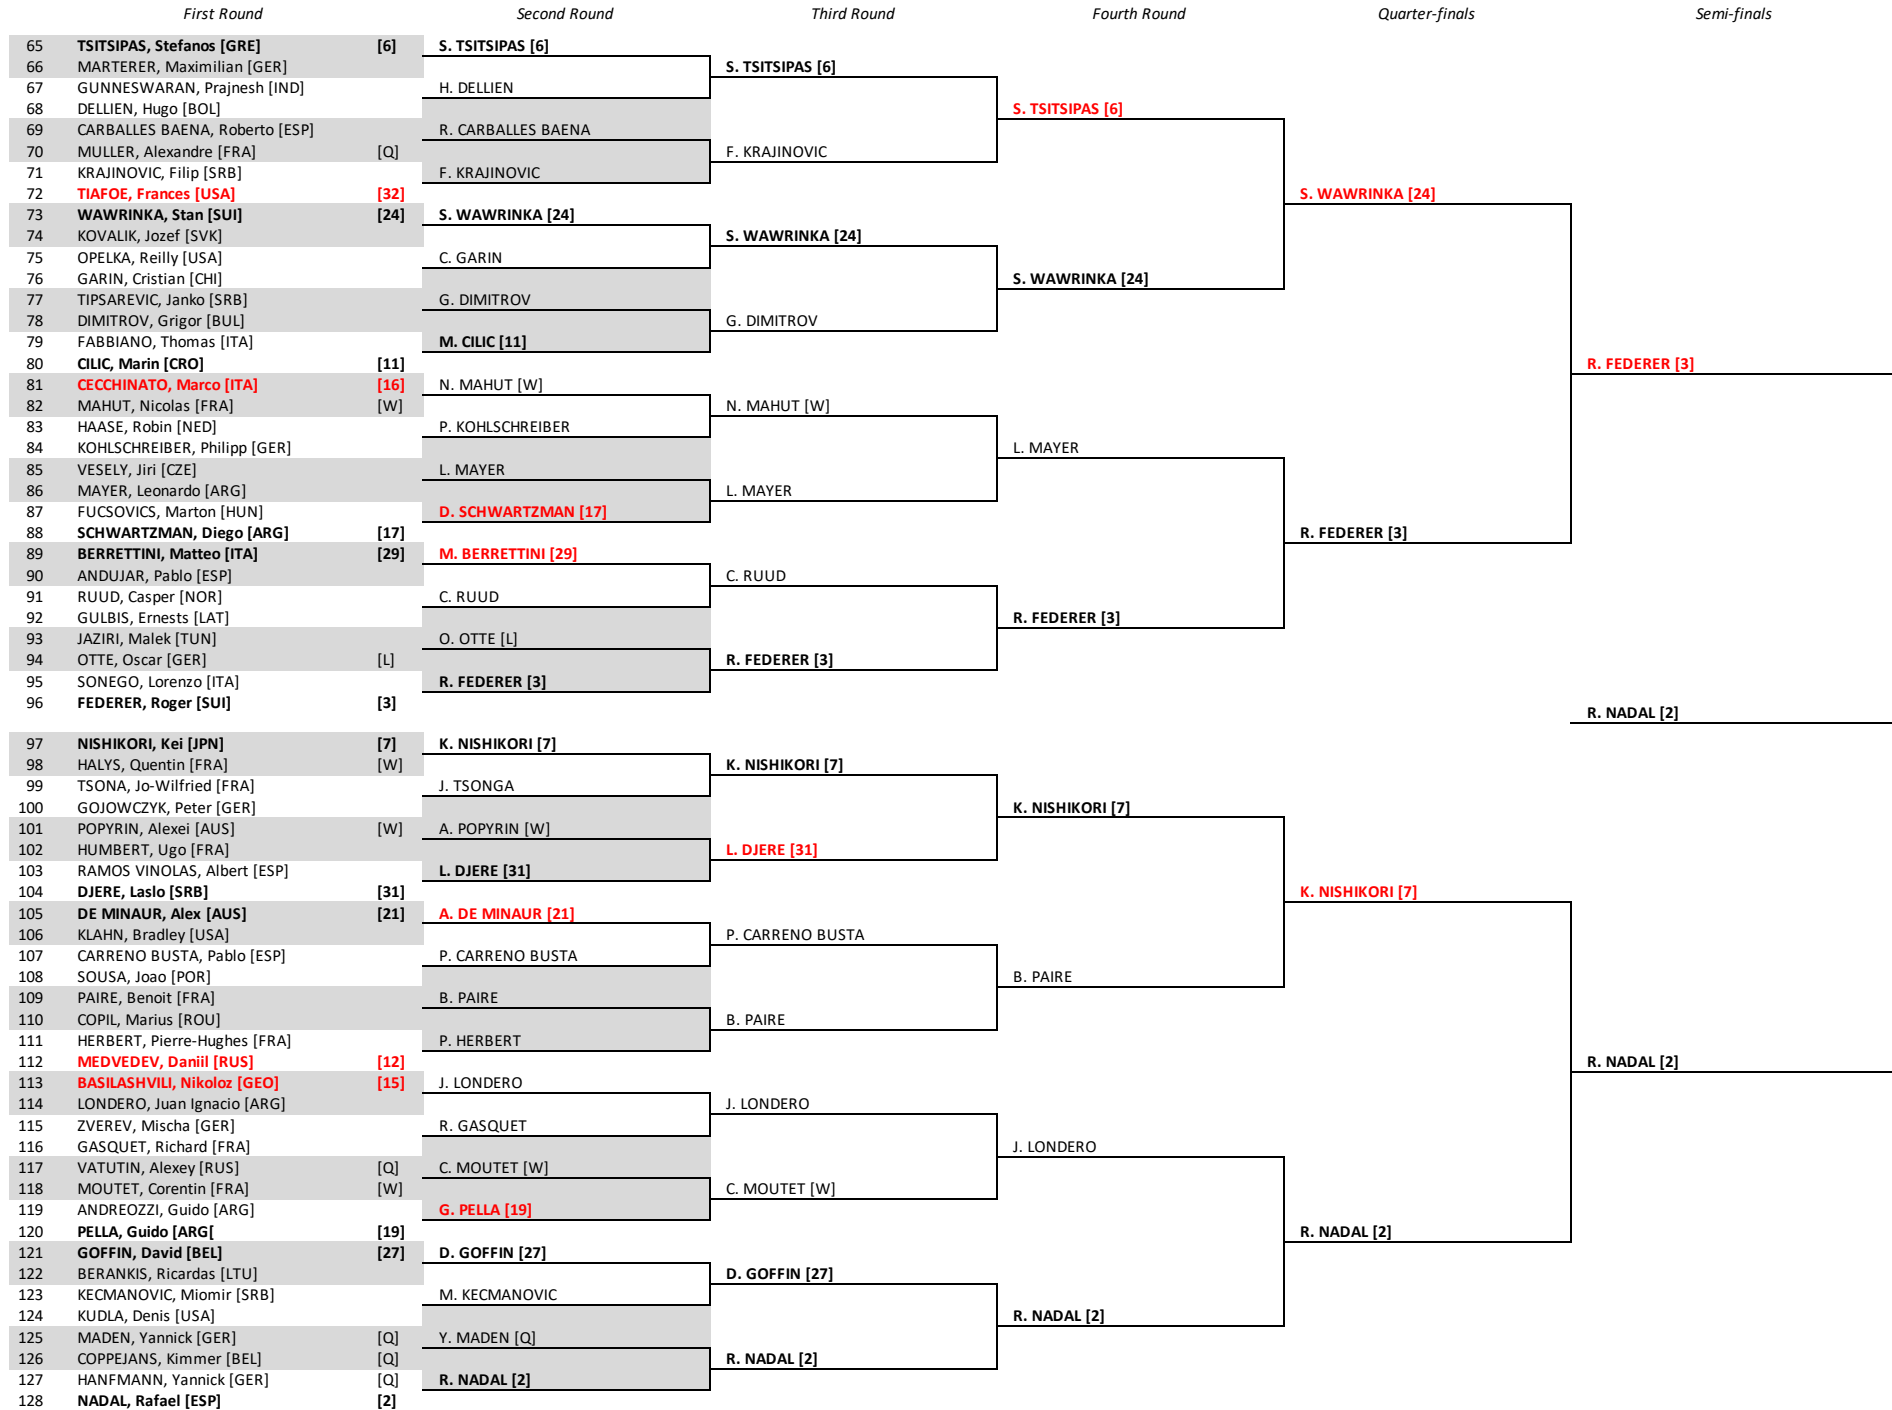 First Round Second Round Third Round Fourth Round Quarter-finals Semi-finals
65 TSITSIPAS, Stefanos [GRE] [6] S. TSITSIPAS [6]
66 MARTERER, Maximilian [GER] S. TSITSIPAS [6]
67 GUNNESWARAN, Prajnesh [IND] H. DELLIEN
68 DELLIEN, Hugo [BOL] S. TSITSIPAS [6]
69 CARBALLES BAENA, Roberto [ESP] R. CARBALLES BAENA
70 MULLER, Alexandre [FRA] [Q] F. KRAJINOVIC
71 KRAJINOVIC, Filip [SRB] F. KRAJINOVIC
72 TIAFOE, Frances [USA] [32] S. WAWRINKA [24]
73 WAWRINKA, Stan [SUI] [24] S. WAWRINKA [24]
74 KOVALIK, Jozef [SVK] S. WAWRINKA [24]
75 OPELKA, Reilly [USA] C. GARIN
76 GARIN, Cristian [CHI] S. WAWRINKA [24]
77 TIPSAREVIC, Janko [SRB] G. DIMITROV
78 DIMITROV, Grigor [BUL] G. DIMITROV
79 FABBIANO, Thomas [ITA] M. CILIC [11]
80 CILIC, Marin [CRO] [11] R. FEDERER [3]
81 CECCHINATO, Marco [ITA] [16] N. MAHUT [W]
82 MAHUT, Nicolas [FRA] [W] N. MAHUT [W]
83 HAASE, Robin [NED] P. KOHLSCHREIBER
84 KOHLSCHREIBER, Philipp [GER] L. MAYER
85 VESELY, Jiri [CZE] L. MAYER
86 MAYER, Leonardo [ARG] L. MAYER
87 FUCSOVICS, Marton [HUN] D. SCHWARTZMAN [17]
88 SCHWARTZMAN, Diego [ARG] [17] R. FEDERER [3]
89 BERRETTINI, Matteo [ITA] [29] M. BERRETTINI [29]
90 ANDUJAR, Pablo [ESP] C. RUUD
91 RUUD, Casper [NOR] C. RUUD
92 GULBIS, Ernests [LAT] R. FEDERER [3]
93 JAZIRI, Malek [TUN] O. OTTE [L]
94 OTTE, Oscar [GER] [L] R. FEDERER [3]
95 SONEGO, Lorenzo [ITA] R. FEDERER [3]
96 FEDERER, Roger [SUI] [3]
R. NADAL [2]
97 NISHIKORI, Kei [JPN] [7] K. NISHIKORI [7]
98 HALYS, Quentin [FRA] [W] K. NISHIKORI [7]
99 TSONA, Jo-Wilfried [FRA] J. TSONGA
100 GOJOWCZYK, Peter [GER] K. NISHIKORI [7]
101 POPYRIN, Alexei [AUS] [W] A. POPYRIN [W]
102 HUMBERT, Ugo [FRA] L. DJERE [31]
103 RAMOS VINOLAS, Albert [ESP] L. DJERE [31]
104 DJERE, Laslo [SRB] [31] K. NISHIKORI [7]
105 DE MINAUR, Alex [AUS] [21] A. DE MINAUR [21]
106 KLAHN, Bradley [USA] P. CARRENO BUSTA
107 CARRENO BUSTA, Pablo [ESP] P. CARRENO BUSTA
108 SOUSA, Joao [POR] B. PAIRE
109 PAIRE, Benoit [FRA] B. PAIRE
110 COPIL, Marius [ROU] B. PAIRE
111 HERBERT, Pierre-Hughes [FRA] P. HERBERT
112 MEDVEDEV, Daniil [RUS] [12] R. NADAL [2]
113 BASILASHVILI, Nikoloz [GEO] [15] J. LONDERO
114 LONDERO, Juan Ignacio [ARG] J. LONDERO
115 ZVEREV, Mischa [GER] R. GASQUET
116 GASQUET, Richard [FRA] J. LONDERO
117 VATUTIN, Alexey [RUS] [Q] C. MOUTET [W]
118 MOUTET, Corentin [FRA] [W] C. MOUTET [W]
119 ANDREOZZI, Guido [ARG] G. PELLA [19]
120 PELLA, Guido [ARG[ [19] R. NADAL [2]
121 GOFFIN, David [BEL] [27] D. GOFFIN [27]
122 BERANKIS, Ricardas [LTU] D. GOFFIN [27]
123 KECMANOVIC, Miomir [SRB] M. KECMANOVIC
124 KUDLA, Denis [USA] R. NADAL [2]
125 MADEN, Yannick [GER] [Q] Y. MADEN [Q]
126 COPPEJANS, Kimmer [BEL] [Q] R. NADAL [2]
127 HANFMANN, Yannick [GER] [Q] R. NADAL [2]
128 NADAL, Rafael [ESP] [2]